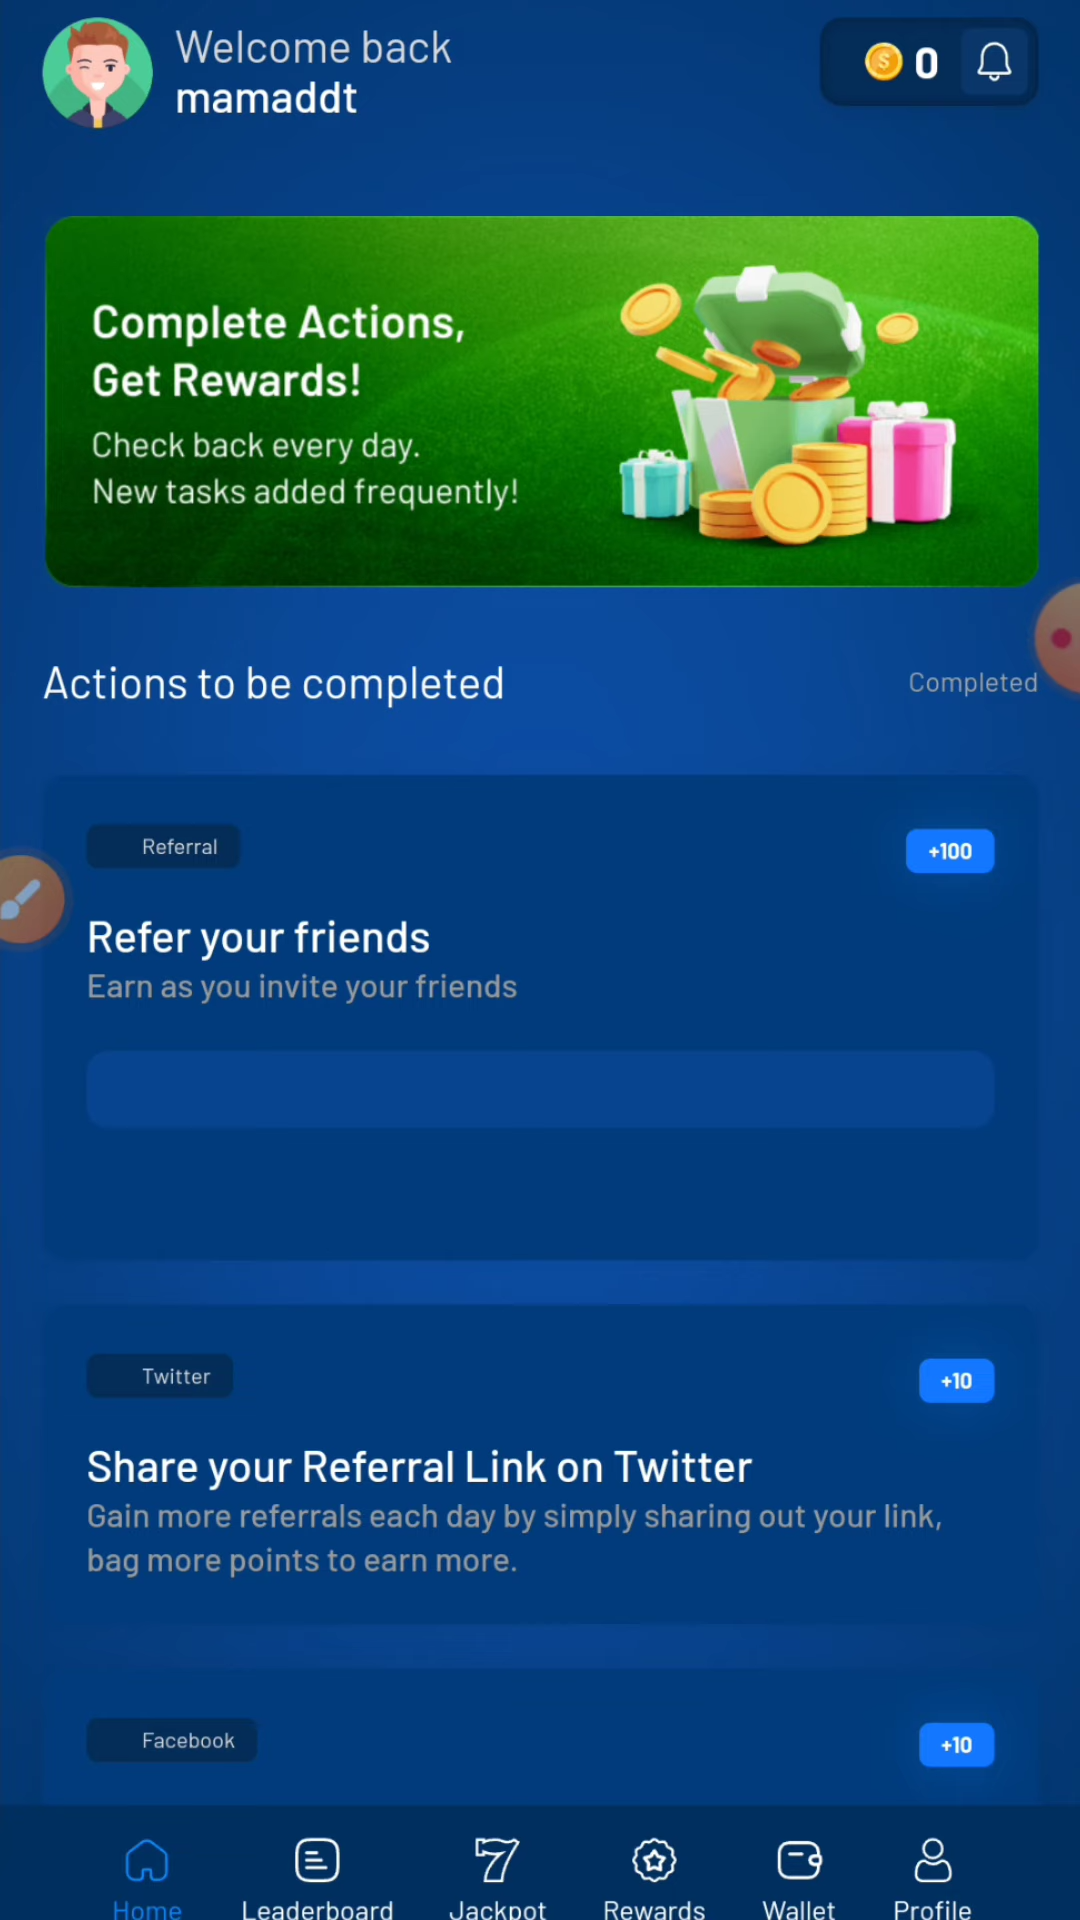 Welcome back
mamaddt
0
Complete Actions,
Get Rewards!
Check back every day.
New tasks added frequently!
Actions to be completed
Completed
Referral
+100
Refer your friends
Earn as you invite your friends
Twitter
+10
Share your Referral Link on Twitter
Gain more referrals each day by simply sharing out your link,
bag more points to earn more.
Facebook
+10
Home
Leaderboard
Jackpot
Rewards
Wallet
Profile